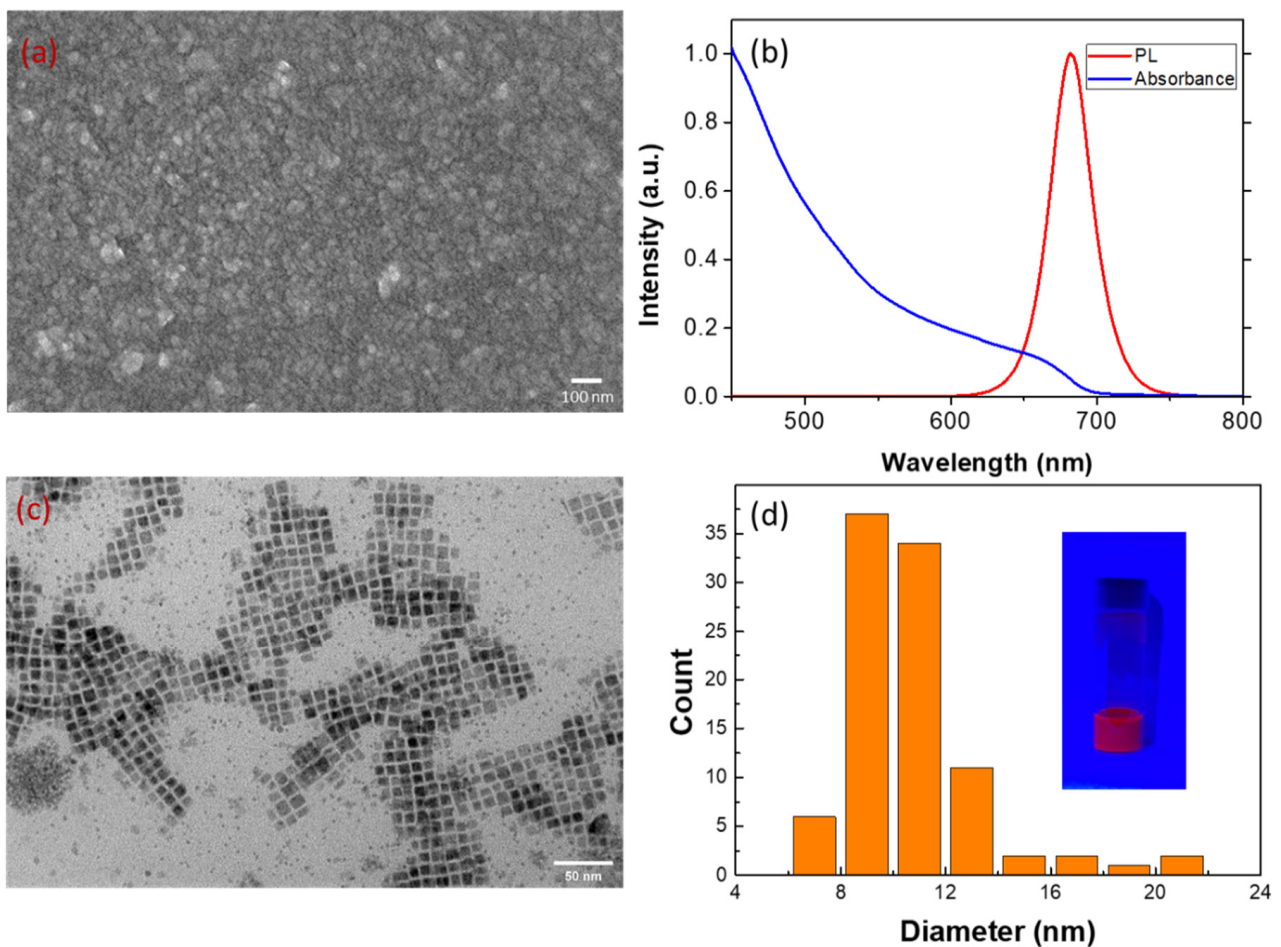 (a)
100 nm
(b)
PL
Absorbance
1.0
0.8
0.6
0.4
0.2
0.0
Intensity (a.u.)
500 600 700 800
Wavelength (nm)
(c)
50 nm
(d)
35
30
25
20
15
10
5
0
Count
4 8 12 16 20 24
Diameter (nm)